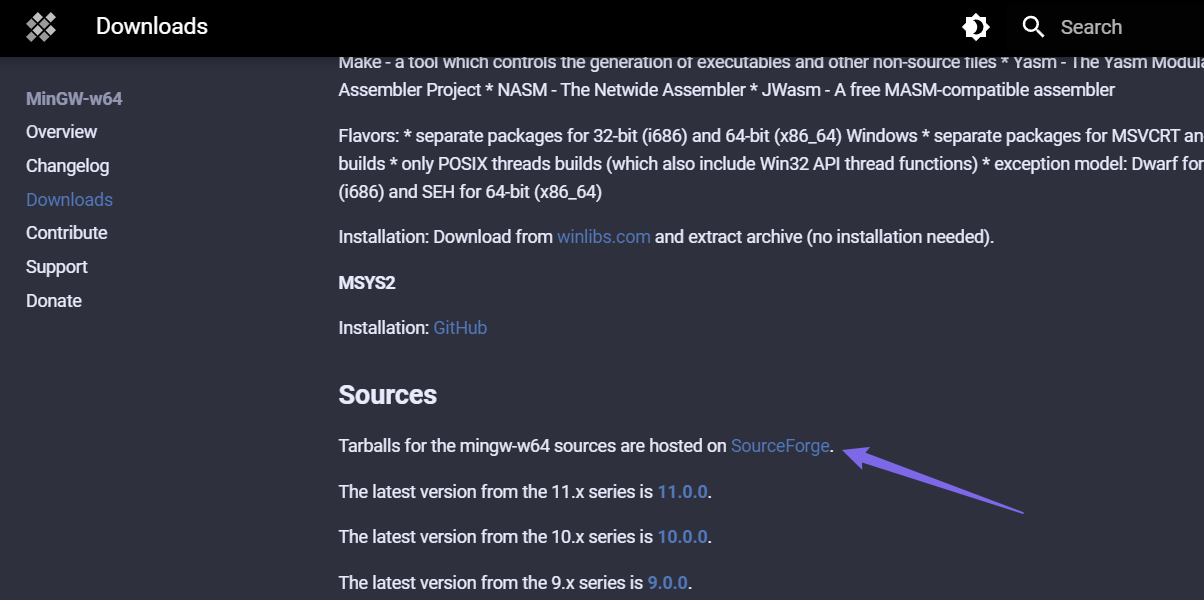 Downloads
Search
MinGW-w64
Overview
Changelog
Downloads
Contribute
Support
Donate
Make - a tool which controls the generation of executables and other non-source files * Yasm - The Yasm Modula
Assembler Project * NASM - The Netwide Assembler * JWasm - A free MASM-compatible assembler
Flavors: * separate packages for 32-bit (i686) and 64-bit (x86_64) Windows * separate packages for MSVCRT an
builds * only POSIX threads builds (which also include Win32 API thread functions) * exception model: Dwarf for
(i686) and SEH for 64-bit (x86_64)
Installation: Download from winlibs.com and extract archive (no installation needed).
MSYS2
Installation: GitHub
Sources
Tarballs for the mingw-w64 sources are hosted on SourceForge.
The latest version from the 11.x series is 11.0.0.
The latest version from the 10.x series is 10.0.0.
The latest version from the 9.x series is 9.0.0.